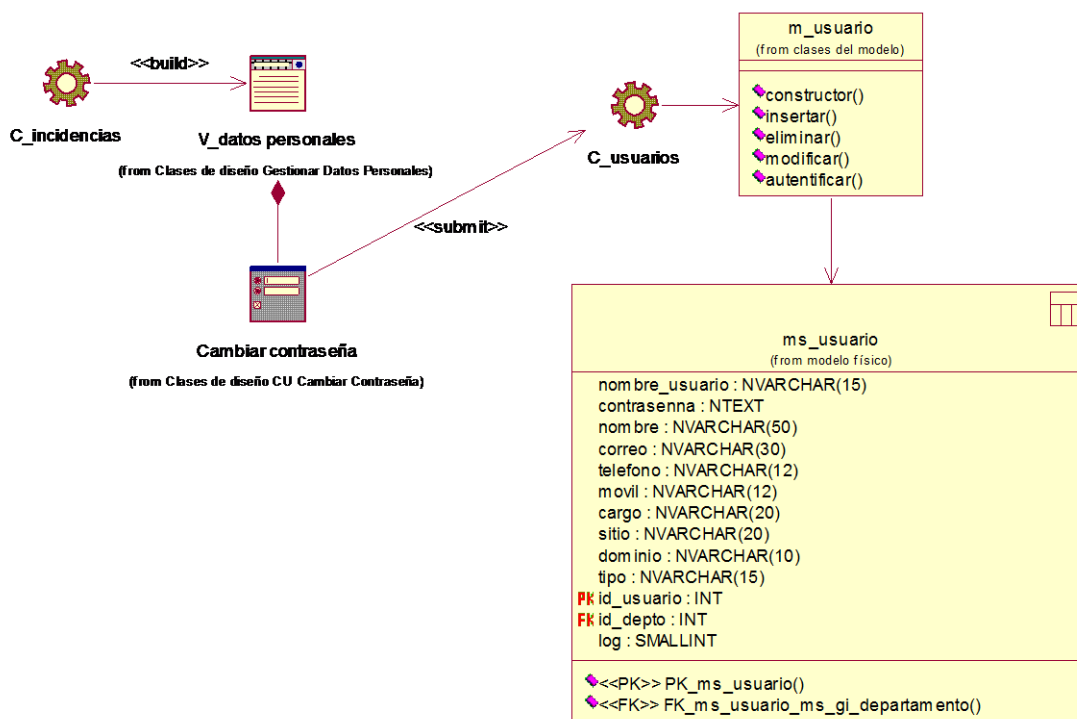 <<build>>
C_incidencias
V_datos personales
(from Clases de diseño Gestionar Datos Personales)
<<submit>>
Cambiar contraseña
(from Clases de diseño CU Cambiar Contraseña)
C_usuarios
m_usuario
(from clases del modelo)
constructor()
insertar()
eliminar()
modificar()
autentificar()
ms_usuario
(from modelo físico)
nombre_usuario : NVARCHAR(15)
contrasenna : NTEXT
nombre : NVARCHAR(50)
correo : NVARCHAR(30)
telefono : NVARCHAR(12)
movil : NVARCHAR(12)
cargo : NVARCHAR(20)
sitio : NVARCHAR(20)
dominio : NVARCHAR(10)
tipo : NVARCHAR(15)
PK id_usuario : INT
FK id_depto : INT
log : SMALLINT
<<PK>> PK_ms_usuario()
<<FK>> FK_ms_usuario_ms_gi_departamento()